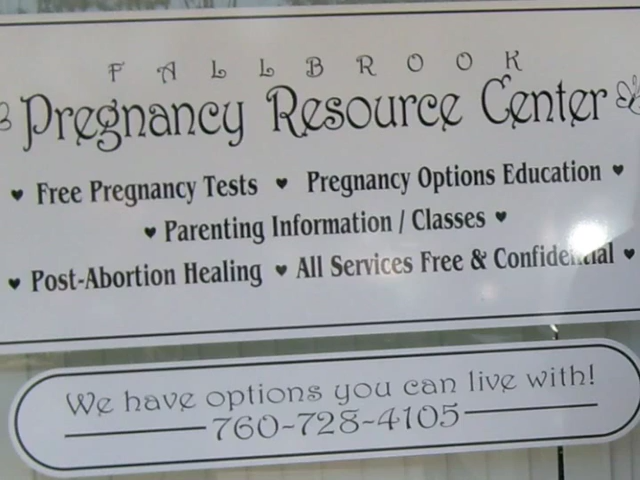 FALLBROOK
Pregnancy Resource Center
♥ Free Pregnancy Tests ♥ Pregnancy Options Education ♥
♥ Parenting Information / Classes ♥
♥ Post-Abortion Healing ♥ All Services Free & Confidential ♥
We have options you can live with!
760-728-4105